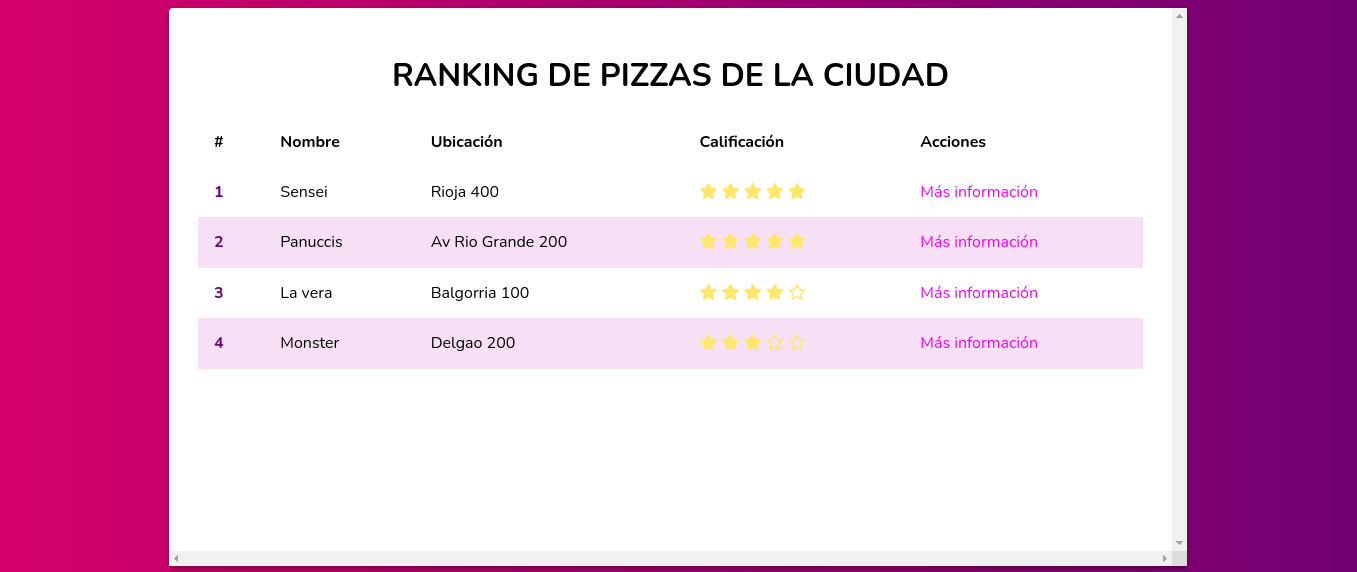 RANKING DE PIZZAS DE LA CIUDAD
# Nombre Ubicación Calificación Acciones
1 Sensei Rioja 400 Más información
2 Panuccis Av Rio Grande 200 Más información
3 La vera Balgorria 100 Más información
4 Monster Delgao 200 Más información